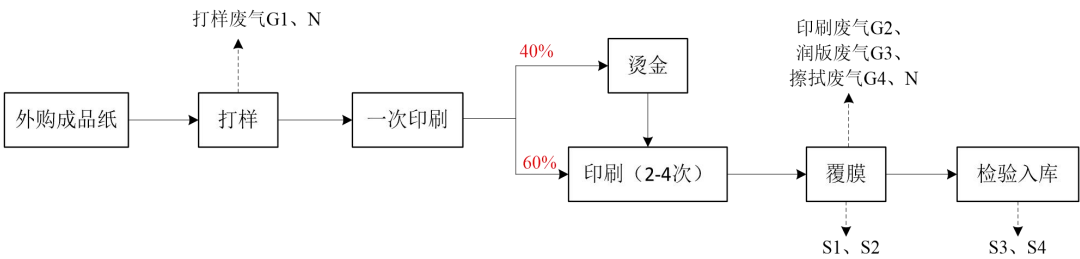 打样废气G1、N
印刷废气G2、
润版废气G3、
擦拭废气G4、N
40%
烫金
外购成品纸
打样
一次印刷
60%
印刷（2-4次）
覆膜
检验入库
S1、S2
S3、S4